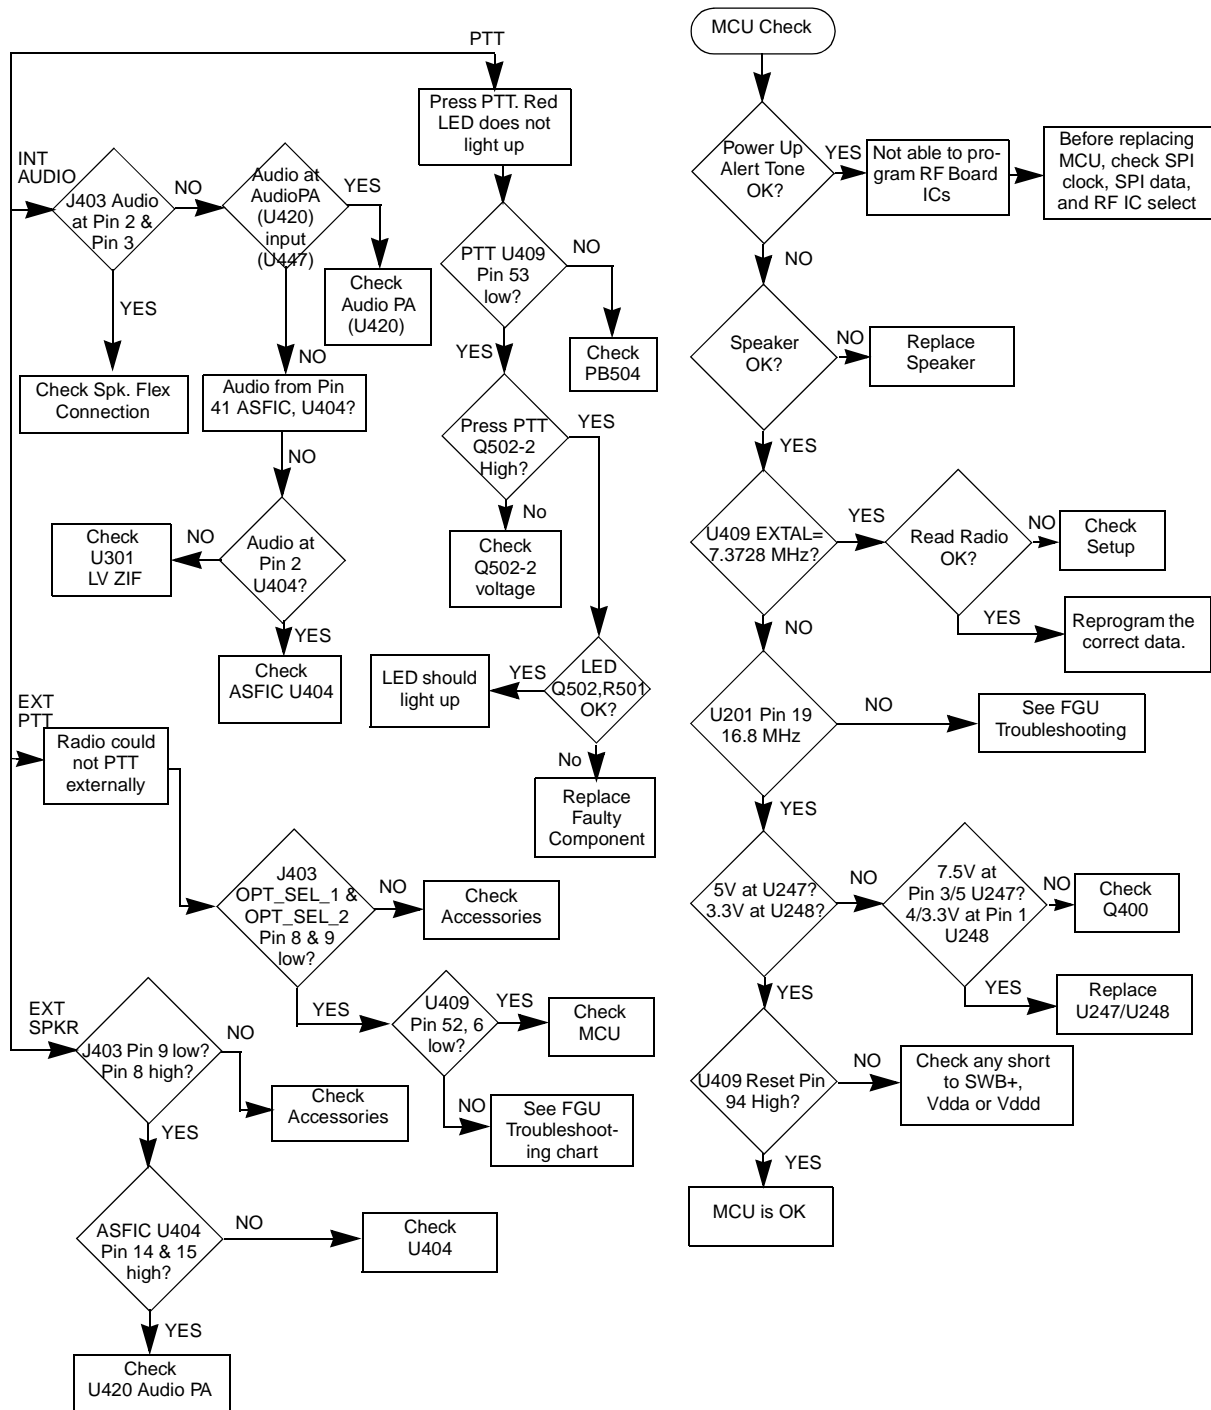 PTT
Press PTT. Red
LED does not
light up
INT
AUDIO
J403 Audio
at Pin 2 &
Pin 3
NO
Audio at
AudioPA
(U420)
input
(U447)
YES
Check
Audio PA
(U420)
YES
Check Spk. Flex
Connection
NO
Audio from Pin
41 ASFIC, U404?
NO
Audio at
Pin 2
U404?
NO
Check
U301
LV ZIF
YES
Check
ASFIC U404
PTT U409
Pin 53
low?
NO
Check
PB504
YES
Press PTT
Q502-2
High?
YES
No
Check
Q502-2
voltage
LED
Q502,R501
OK?
YES
LED should
light up
No
Replace
Faulty
Component
EXT
PTT
Radio could
not PTT
externally
J403
OPT_SEL_1 &
OPT_SEL_2
Pin 8 & 9
low?
NO
Check
Accessories
YES
U409
Pin 52, 6
low?
YES
Check
MCU
NO
See FGU
Troubleshoot-
ing chart
EXT
SPKR
J403 Pin 9 low?
Pin 8 high?
NO
Check
Accessories
YES
ASFIC U404
Pin 14 & 15
high?
NO
Check
U404
YES
Check
U420 Audio PA
MCU Check
Power Up
Alert Tone
OK?
YES
Not able to pro-
gram RF Board
ICs
Before replacing
MCU, check SPI
clock, SPI data,
and RF IC select
NO
Speaker
OK?
NO
Replace
Speaker
YES
U409 EXTAL=
7.3728 MHz?
YES
Read Radio
OK?
NO
Check
Setup
YES
Reprogram the
correct data.
NO
U201 Pin 19
16.8 MHz
NO
See FGU
Troubleshooting
YES
5V at U247?
3.3V at U248?
NO
7.5V at
Pin 3/5 U247?
4/3.3V at Pin 1
U248
NO
Check
Q400
YES
Replace
U247/U248
YES
U409 Reset Pin
94 High?
NO
Check any short
to SWB+,
Vdda or Vddd
YES
MCU is OK